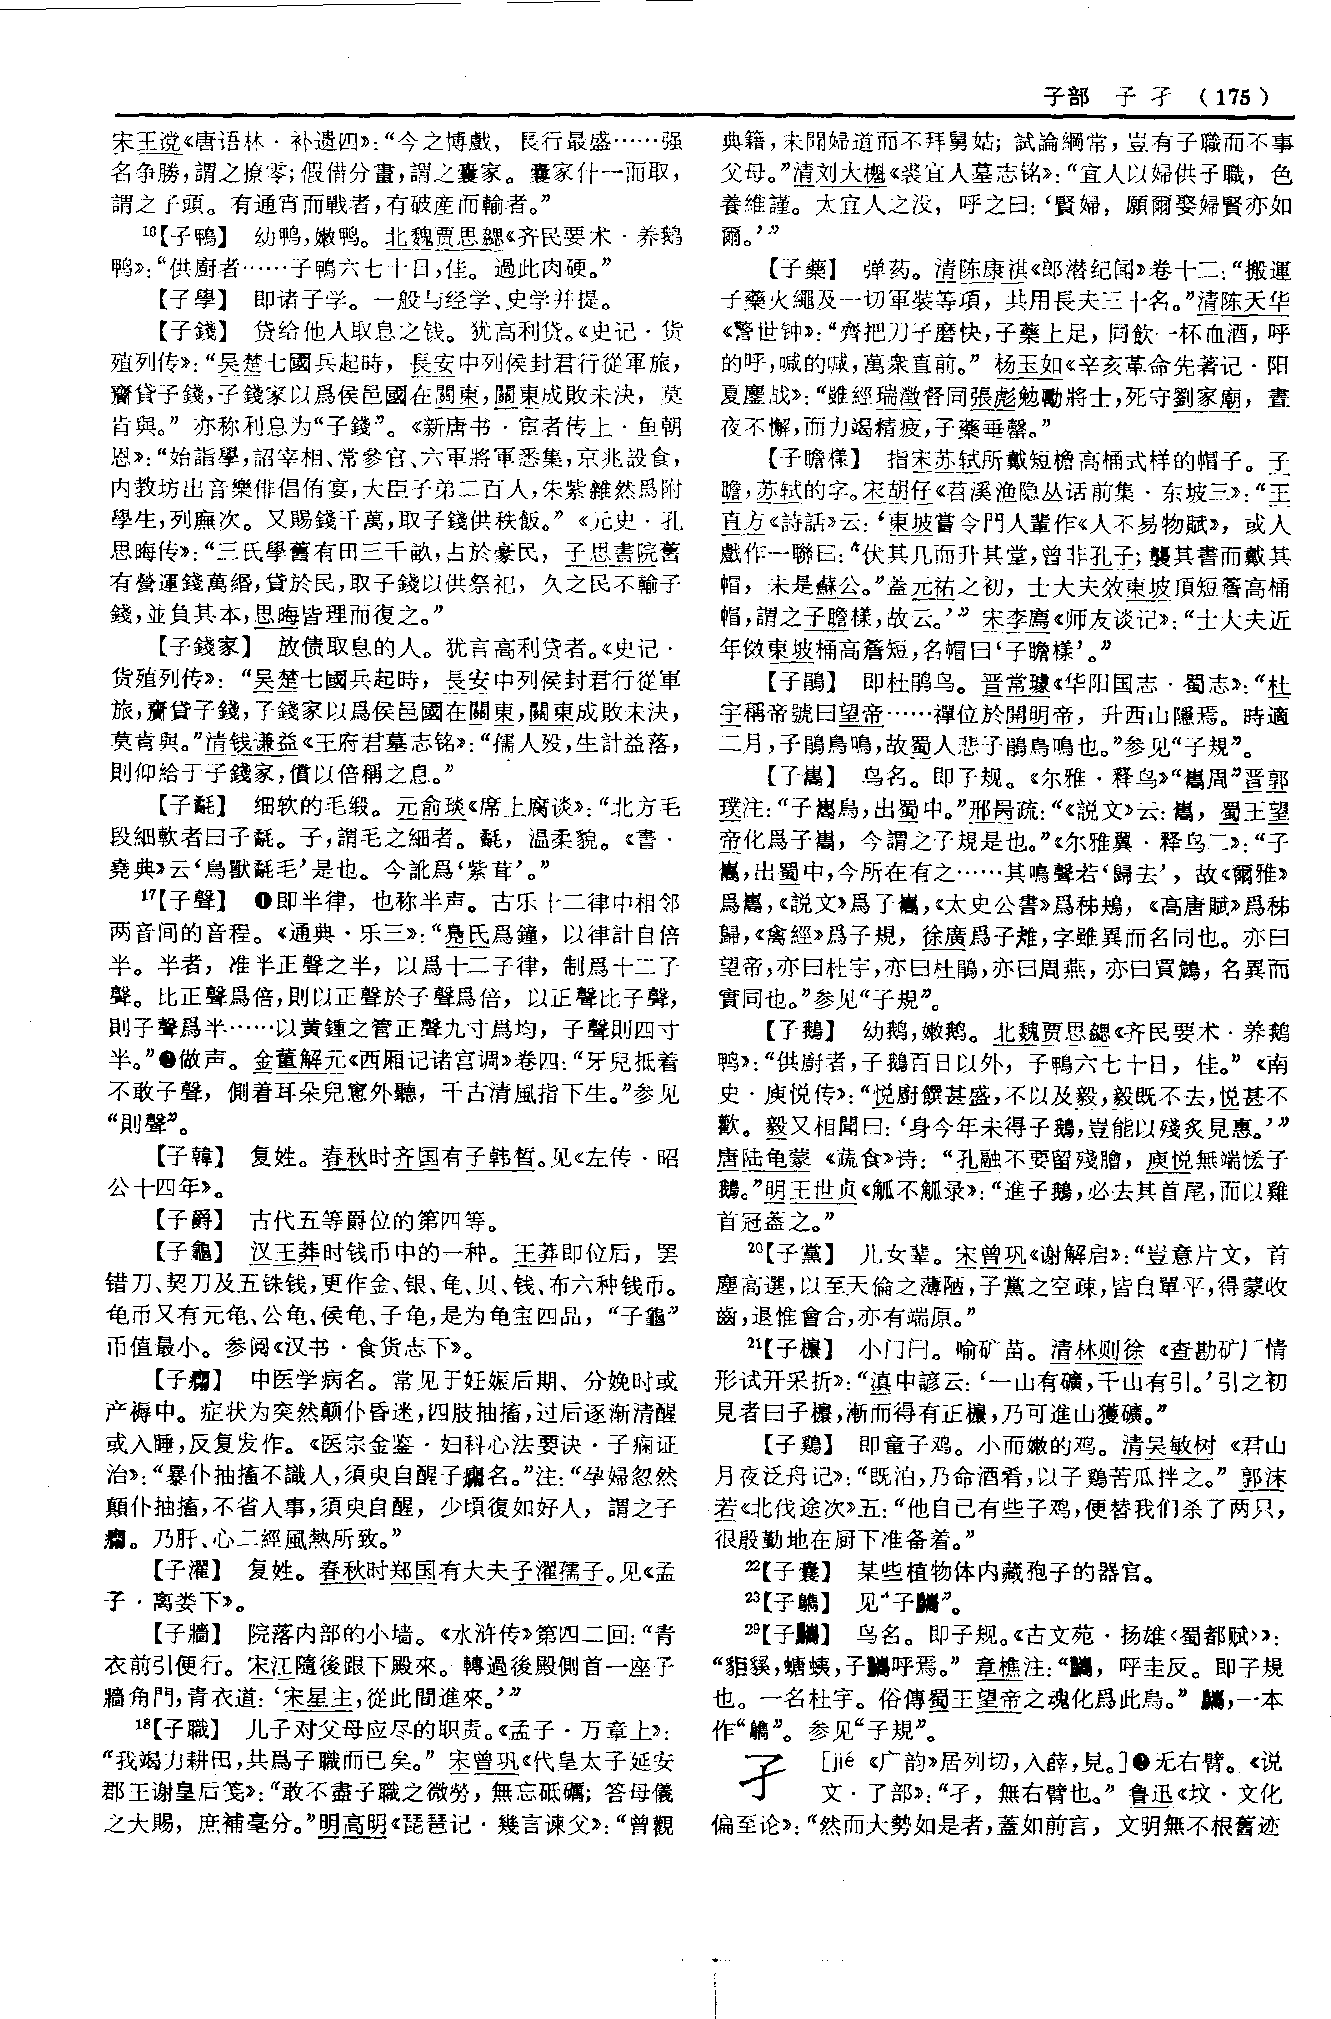 子部 子 孑 (175)
宋王谠《唐语林·补遗四》：“今之博戲，長行最盛……强
名争勝，謂之撩零；假借分畫，謂之囊家。囊家什一而取，
謂之子頭。有通宵而戰者，有破産而輸者。”
16【子鴨】 幼鸭，嫩鸭。北魏贾思勰《齐民要术·养鹅
鸭》：“供廚者……子鴨六七十日，佳。過此肉硬。”
【子學】 即诸子学。一般与经学、史学并提。
【子錢】 贷给他人取息之钱。犹高利贷。《史记·货
殖列传》：“吴楚七國兵起時，長安中列侯封君行從軍旅，
齎貸子錢，子錢家以爲侯邑國在關東，關東成敗未決，莫
肯與。” 亦称利息为“子錢”。《新唐书·宦者传上·鱼朝
恩》：“始詣學，詔宰相、常參官、六軍將軍悉集，京兆設食，
内教坊出音樂俳倡侑宴，大臣子弟二百人，朱紫雜然爲附
學生，列廡次。又賜錢千萬，取子錢供秩飯。”《元史·孔
思晦传》：“三氏學舊有田三千畝，占於豪民，子思書院舊
有營運錢萬緡，貸於民，取子錢以供祭祀，久之民不輸子
錢，並負其本，思晦皆理而復之。”
【子錢家】 放债取息的人。犹言高利贷者。《史记·
货殖列传》：“吴楚七國兵起時，長安中列侯封君行從軍
旅，齎貸子錢，子錢家以爲侯邑國在關東，關東成敗未決，
莫肯與。”清钱谦益《王府君墓志铭》：“儒人殁，生計益落，
則仰給于子錢家，償以倍稱之息。”
【子毾】 细软的毛缎。元俞琰《席上腐谈》：“北方毛
段細軟者曰子氄。子，謂毛之細者。氄，温柔貌。《書·
堯典》云‘鳥獸氄毛’是也。今訛爲‘紫茸’。”
17【子聲】 ❶即半律，也称半声。古乐十二律中相邻
两音间的音程。《通典·乐三》：“鳧氏爲鐘，以律計自倍
半。半者，准半正聲之半，以爲十二子律，制爲十二子
聲。比正聲爲倍，則以正聲於子聲爲倍，以正聲比子聲，
則子聲爲半……以黄鍾之管正聲九寸爲均，子聲則四寸
半。”❷做声。金董解元《西厢记诸宫调》卷四：“牙兒抵着
不敢子聲，側着耳朵兒窻外聽，千古清風指下生。”参见
“則聲”。
【子韓】 复姓。春秋时齐国有子韩皙。见《左传·昭
公十四年》。
【子爵】 古代五等爵位的第四等。
【子龜】 汉王莽时钱币中的一种。王莽即位后，罢
错刀、契刀及五铢钱，更作金、银、龟、贝、钱、布六种钱币。
龟币又有元龟、公龟、侯龟、子龟，是为龟宝四品，“子龜”
币值最小。参阅《汉书·食货志下》。
【子癇】 中医学病名。常见于妊娠后期、分娩时或
产褥中。症状为突然颠仆昏迷，四肢抽搐，过后逐渐清醒
或入睡，反复发作。《医宗金鉴·妇科心法要诀·子痫证
治》：“暴仆抽搐不識人，須臾自醒子癇名。”注：“孕婦忽然
顛仆抽搐，不省人事，須臾自醒，少頃復如好人，謂之子
癇。乃肝、心二經風熱所致。”
【子濯】 复姓。春秋时郑国有大夫子濯孺子。见《孟
子·离娄下》。
【子牆】 院落内部的小墙。《水浒传》第四二回：“青
衣前引便行。宋江隨後跟下殿來。轉過後殿側首一座子
牆角門，青衣道：‘宋星主，從此間進來。’”
18【子職】 儿子对父母应尽的职责。《孟子·万章上》：
“我竭力耕田，共爲子職而已矣。” 宋曾巩《代皇太子延安
郡王谢皇后笺》：“敢不盡子職之微勞，無忘砥礪；答母儀
之大賜，庶補毫分。”明高明《琵琶记·幾言谏父》：“曾觀
典籍，未聞婦道而不拜舅姑；試論綱常，豈有子職而不事
父母。”清刘大櫆《裘宜人墓志铭》：“宜人以婦供子職，色
養維謹。太宜人之没，呼之曰：‘賢婦，願爾娶婦賢亦如
爾。’”
【子藥】 弹药。清陈康祺《郎潜纪闻》卷十二：“搬運
子藥火繩及一切軍裝等項，共用長夫三十名。”清陈天华
《警世钟》：“齊把刀子磨快，子藥上足，同飲一杯血酒，呼
的呼，喊的喊，萬衆直前。” 杨玉如《辛亥革命先著记·阳
夏鏖战》：“雖經瑞澂督同張彪勉勵將士，死守劉家廟，晝
夜不懈，而力竭精疲，子藥垂罄。”
【子瞻樣】 指宋苏轼所戴短檐高桶式样的帽子。子
瞻，苏轼的字。宋胡仔《苕溪渔隐丛话前集·东坡三》：“王
直方《詩話》云：‘東坡嘗令門人輩作《人不易物賦》，或人
戲作一聯曰：“伏其几而升其堂，曾非孔子；襲其書而戴其
帽，未是蘇公。”蓋元祐之初，士大夫效東坡頂短簷高桶
帽，謂之子瞻樣，故云。’” 宋李廌《师友谈记》：“士大夫近
年倣東坡桶高簷短，名帽曰‘子瞻樣’。”
【子鵑】 即杜鹃鸟。晋常璩《华阳国志·蜀志》：“杜
宇稱帝號曰望帝……禪位於開明帝，升西山隱焉。時適
二月，子鵑鳥鳴，故蜀人悲子鵑鳥鳴也。”参见“子規”。
【子巂】 鸟名。即子规。《尔雅·释鸟》“巂周”晋郭
璞注：“子巂鳥，出蜀中。”邢昺疏：“《説文》云：巂，蜀王望
帝化爲子巂，今謂之子規是也。”《尔雅翼·释鸟二》：“子
巂，出蜀中，今所在有之……其鳴聲若‘歸去’，故《爾雅》
爲巂，《説文》爲子巂，《太史公書》爲秭鴂，《高唐賦》爲秭
歸，《禽經》爲子規，徐廣爲子雉，字雖異而名同也。亦曰
望帝，亦曰杜宇，亦曰杜鵑，亦曰周燕，亦曰買鵤，名異而
實同也。”参见“子規”。
【子鵝】 幼鹅，嫩鹅。北魏贾思勰《齐民要术·养鹅
鸭》：“供廚者，子鵝百日以外，子鴨六七十日，佳。”《南
史·庾悦传》：“悦廚饌甚盛，不以及毅，毅既不去，悦甚不
歡。毅又相聞曰：‘身今年未得子鵝，豈能以殘炙見惠。’”
唐陆龟蒙《蔬食》诗：“孔融不要留殘膾，庾悦無端恡子
鵝。”明王世贞《觚不觚录》：“進子鵝，必去其首尾，而以雞
首冠蓋之。”
20【子黨】 儿女辈。宋曾巩《谢解启》：“豈意片文，首
塵高選，以至天倫之薄陋，子黨之空疎，皆自單平，得蒙收
齒，退惟會合，亦有端原。”
21【子櫰】 小门闩。喻矿苗。清林则徐《查勘矿厂情
形试开采折》：“滇中諺云：‘一山有礦，千山有引。’引之初
見者曰子櫰，漸而得有正櫰，乃可進山獲礦。”
【子鷄】 即童子鸡。小而嫩的鸡。清吴敏树《君山
月夜泛舟记》：“既泊，乃命酒肴，以子鷄苦瓜拌之。” 郭沫
若《北伐途次》五：“他自己有些子鸡，便替我们杀了两只，
很殷勤地在厨下准备着。”
22【子囊】 某些植物体内藏孢子的器官。
23【子鷤】 见“子”。
29【子】 鸟名。即子规。《古文苑·扬雄〈蜀都赋〉》：
“，螗蛦，子呼焉。” 章樵注：“，呼圭反。即子規
也。一名杜宇。俗傳蜀王望帝之魂化爲此鳥。” ，一本
作“”。参见“子規”。
孑 [jié《广韵》居列切，入薛，見。]❶无右臂。《说
文·了部》：“孑，無右臂也。” 鲁迅《坟·文化
偏至论》：“然而大勢如是者，蓋如前言，文明無不根舊迹